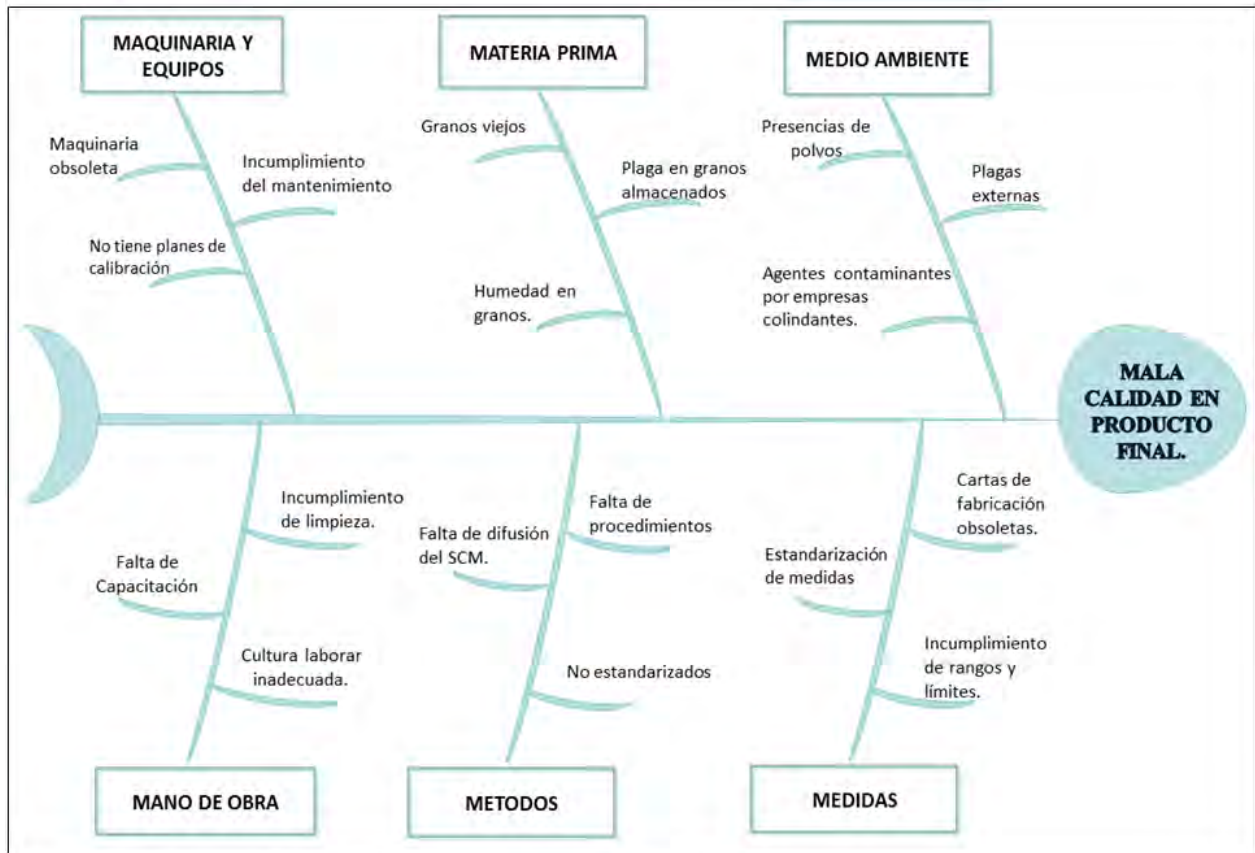 MAQUINARIA Y
EQUIPOS
MATERIA PRIMA
MEDIO AMBIENTE
Maquinaria
obsoleta
Incumplimiento
del mantenimiento
No tiene planes de
calibración
Granos viejos
Plaga en granos
almacenados
Humedad en
granos.
Presencias de
polvos
Plagas
externas
Agentes contaminantes
por empresas
colindantes.
MALA
CALIDAD EN
PRODUCTO
FINAL.
Incumplimiento
de limpieza.
Falta de
Capacitación
Cultura laborar
inadecuada.
Falta de
procedimientos
Falta de difusión
del SCM.
No estandarizados
Cartas de
fabricación
obsoletas.
Estandarización
de medidas
Incumplimiento
de rangos y
límites.
MANO DE OBRA
METODOS
MEDIDAS